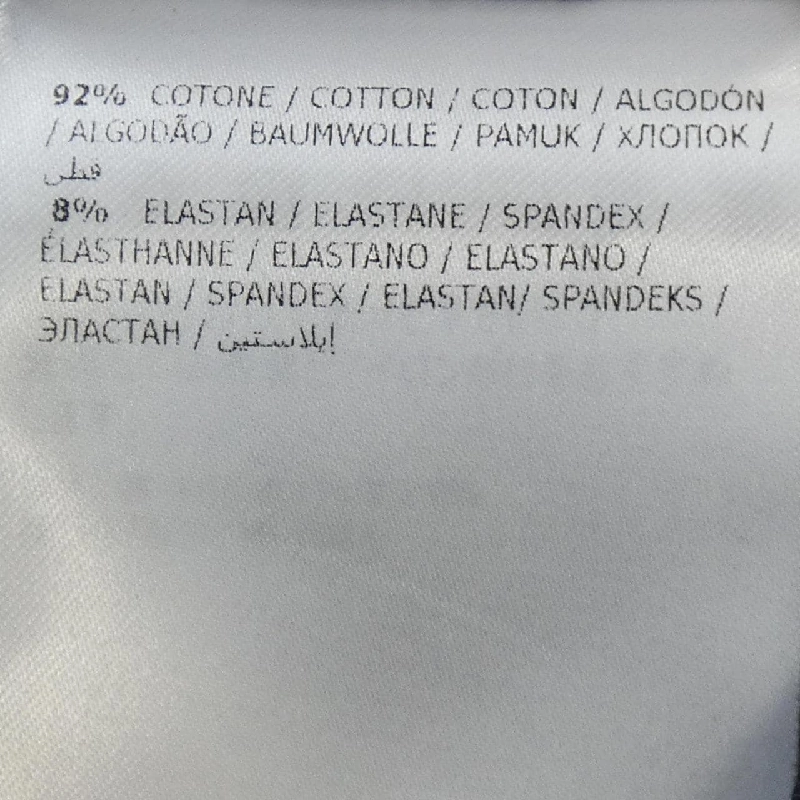 92% COTONE / COTTON / COTON / ALGODÓN
/ ALGODÃO / BAUMWOLLE / PAMUK / ХЛОПОК /
قطن
8% ELASTAN / ELASTANE / SPANDEX /
ÉLASTHANNE / ELASTANO / ELASTANO /
ELASTAN / SPANDEX / ELASTAN/ SPANDEKS /
ЭЛАСТАН / إيلاستين